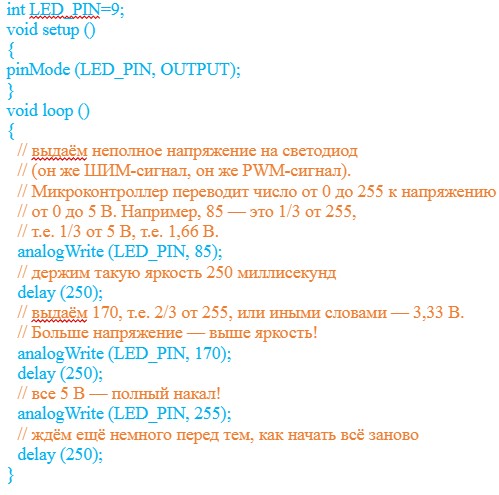 int LED_PIN=9;
void setup ()
{
pinMode (LED_PIN, OUTPUT);
}
void loop ()
{
// выдаём неполное напряжение на светодиод
// (он же ШИМ-сигнал, он же PWM-сигнал).
// Микроконтроллер переводит число от 0 до 255 к напряжению
// от 0 до 5 В. Например, 85 — это 1/3 от 255,
// т.е. 1/3 от 5 В, т.е. 1,66 В.
analogWrite (LED_PIN, 85);
// держим такую яркость 250 миллисекунд
delay (250);
// выдаём 170, т.е. 2/3 от 255, или иными словами — 3,33 В.
// Больше напряжение — выше яркость!
analogWrite (LED_PIN, 170);
delay (250);
// все 5 В — полный накал!
analogWrite (LED_PIN, 255);
// ждём ещё немного перед тем, как начать всё заново
delay (250);
}